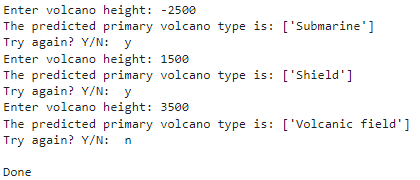 Enter volcano height: -2500
The predicted primary volcano type is: ['Submarine']
Try again? Y/N:  y
Enter volcano height: 1500
The predicted primary volcano type is: ['Shield']
Try again? Y/N:  y
Enter volcano height: 3500
The predicted primary volcano type is: ['Volcanic field']
Try again? Y/N:  n
Done